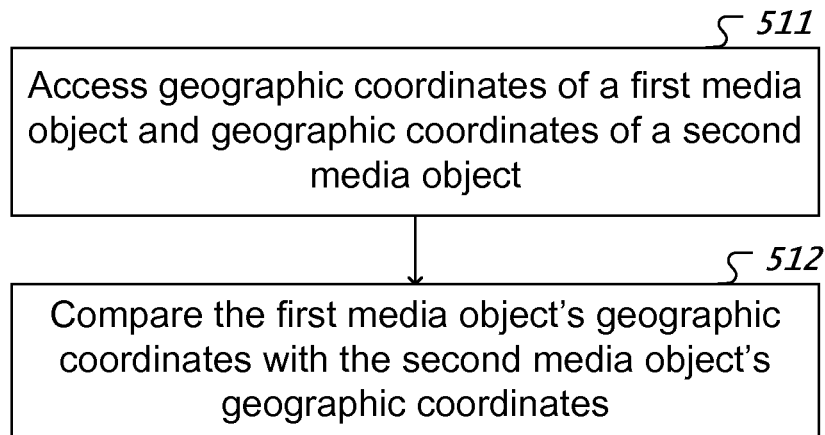 511
Access geographic coordinates of a first media
object and geographic coordinates of a second
media object
512
Compare the first media object’s geographic
coordinates with the second media object’s
geographic coordinates